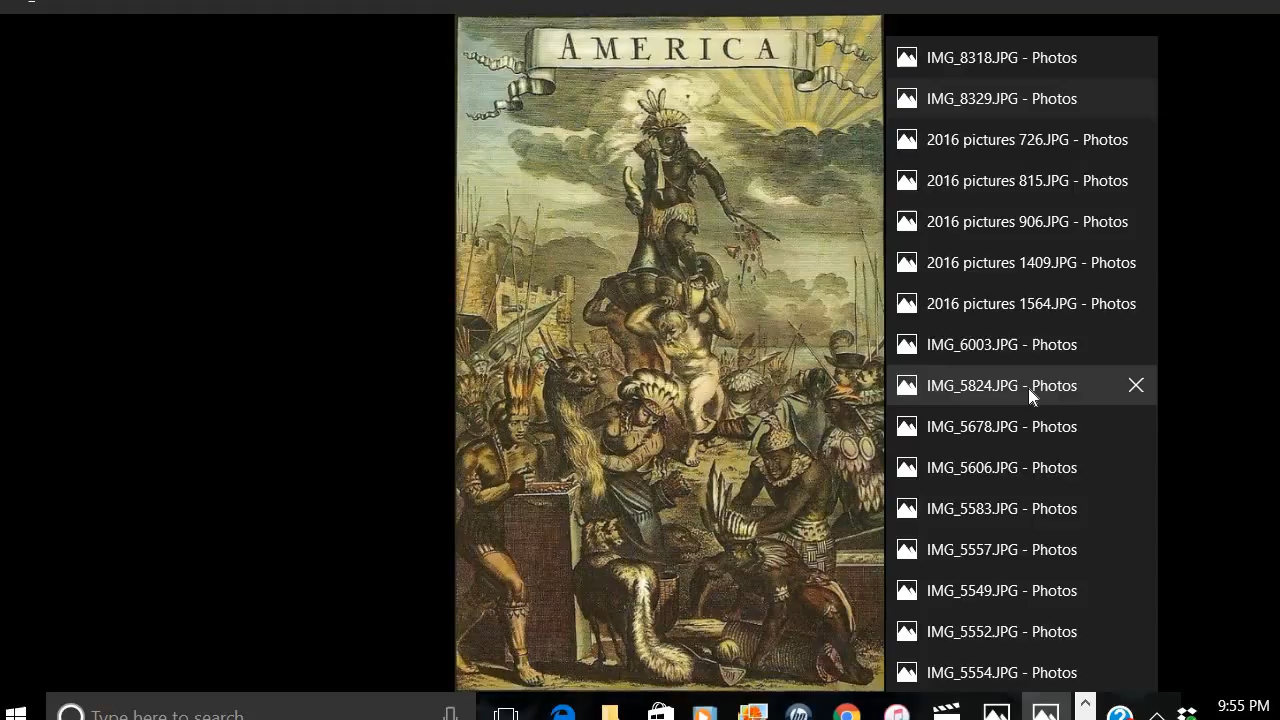 AMERICA
IMG_8318.JPG - Photos
IMG_8329.JPG - Photos
2016 pictures 726.JPG - Photos
2016 pictures 815.JPG - Photos
2016 pictures 906.JPG - Photos
2016 pictures 1409.JPG - Photos
2016 pictures 1564.JPG - Photos
IMG_6003.JPG - Photos
IMG_5824.JPG - Photos
IMG_5678.JPG - Photos
IMG_5606.JPG - Photos
IMG_5583.JPG - Photos
IMG_5557.JPG - Photos
IMG_5549.JPG - Photos
IMG_5552.JPG - Photos
IMG_5554.JPG - Photos
Type here to search
9:55 PM